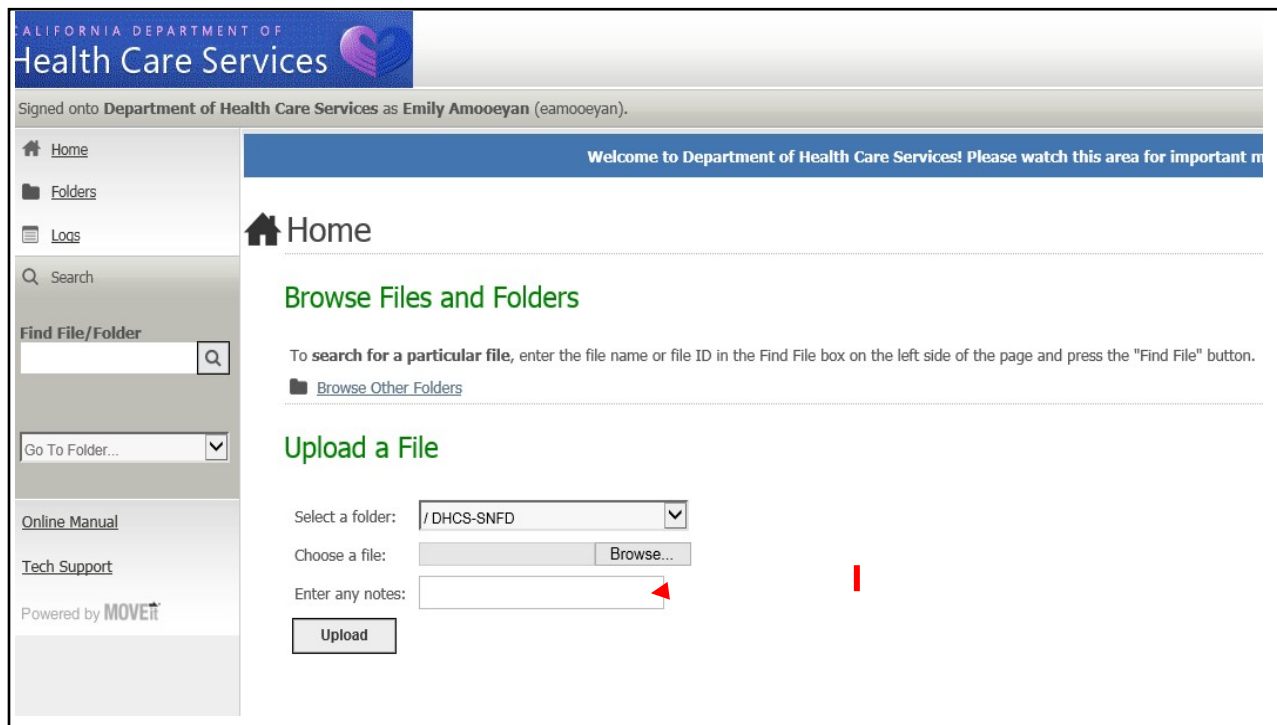 CALIFORNIA DEPARTMENT OF
Health Care Services
Signed onto Department of Health Care Services as Emily Amooeyan (eamooeyan).
Home
Folders
Logs
Search
Find File/Folder
Go To Folder...
Online Manual
Tech Support
Powered by MOVEit
Welcome to Department of Health Care Services! Please watch this area for important m
Home
Browse Files and Folders
To search for a particular file, enter the file name or file ID in the Find File box on the left side of the page and press the "Find File" button.
Browse Other Folders
Upload a File
Select a folder: / DHCS-SNFD
Choose a file: Browse...
Enter any notes:
Upload